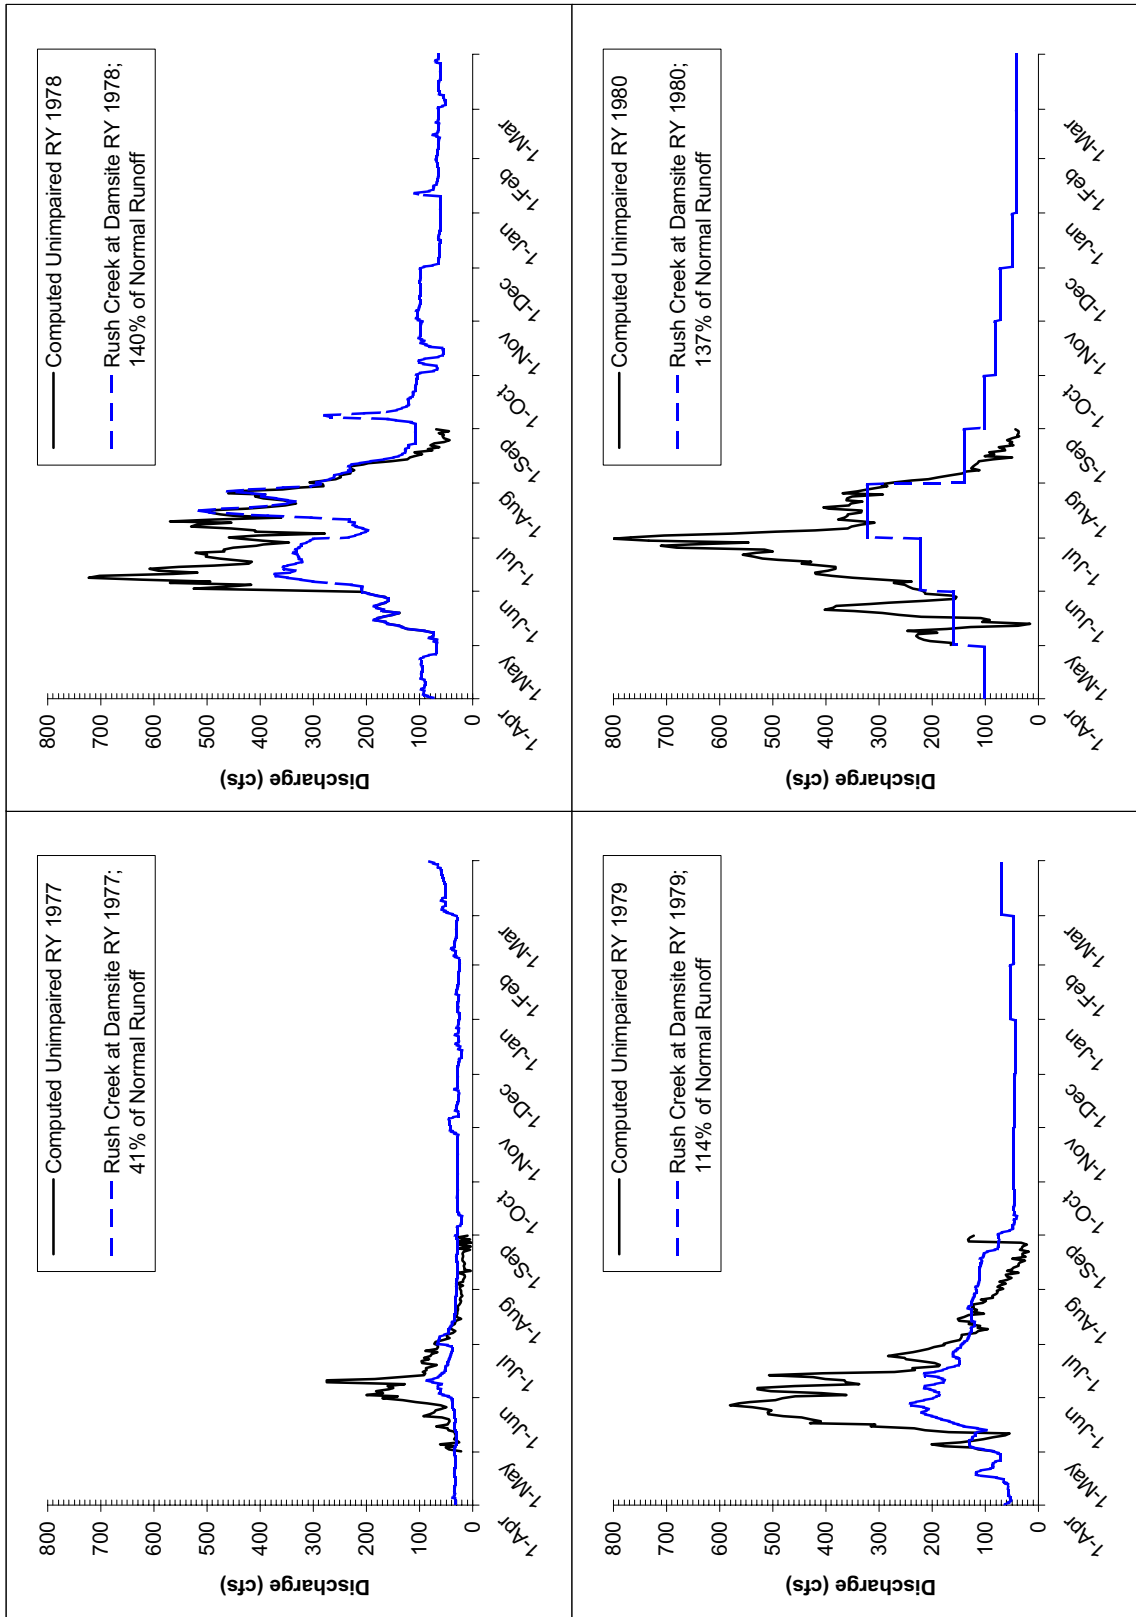 Discharge (cfs)
800
700
600
500
400
300
200
100
0
1-Apr
1-May
1-Jun
1-Jul
1-Aug
1-Sep
1-Oct
1-Nov
1-Dec
1-Jan
1-Feb
1-Mar
Computed Unimpaired RY 1977
Rush Creek at Damsite RY 1977;
41% of Normal Runoff
Discharge (cfs)
800
700
600
500
400
300
200
100
0
1-Apr
1-May
1-Jun
1-Jul
1-Aug
1-Sep
1-Oct
1-Nov
1-Dec
1-Jan
1-Feb
1-Mar
Computed Unimpaired RY 1978
Rush Creek at Damsite RY 1978;
140% of Normal Runoff
Discharge (cfs)
800
700
600
500
400
300
200
100
0
1-Apr
1-May
1-Jun
1-Jul
1-Aug
1-Sep
1-Oct
1-Nov
1-Dec
1-Jan
1-Feb
1-Mar
Computed Unimpaired RY 1979
Rush Creek at Damsite RY 1979;
114% of Normal Runoff
Discharge (cfs)
800
700
600
500
400
300
200
100
0
1-Apr
1-May
1-Jun
1-Jul
1-Aug
1-Sep
1-Oct
1-Nov
1-Dec
1-Jan
1-Feb
1-Mar
Computed Unimpaired RY 1980
Rush Creek at Damsite RY 1980;
137% of Normal Runoff